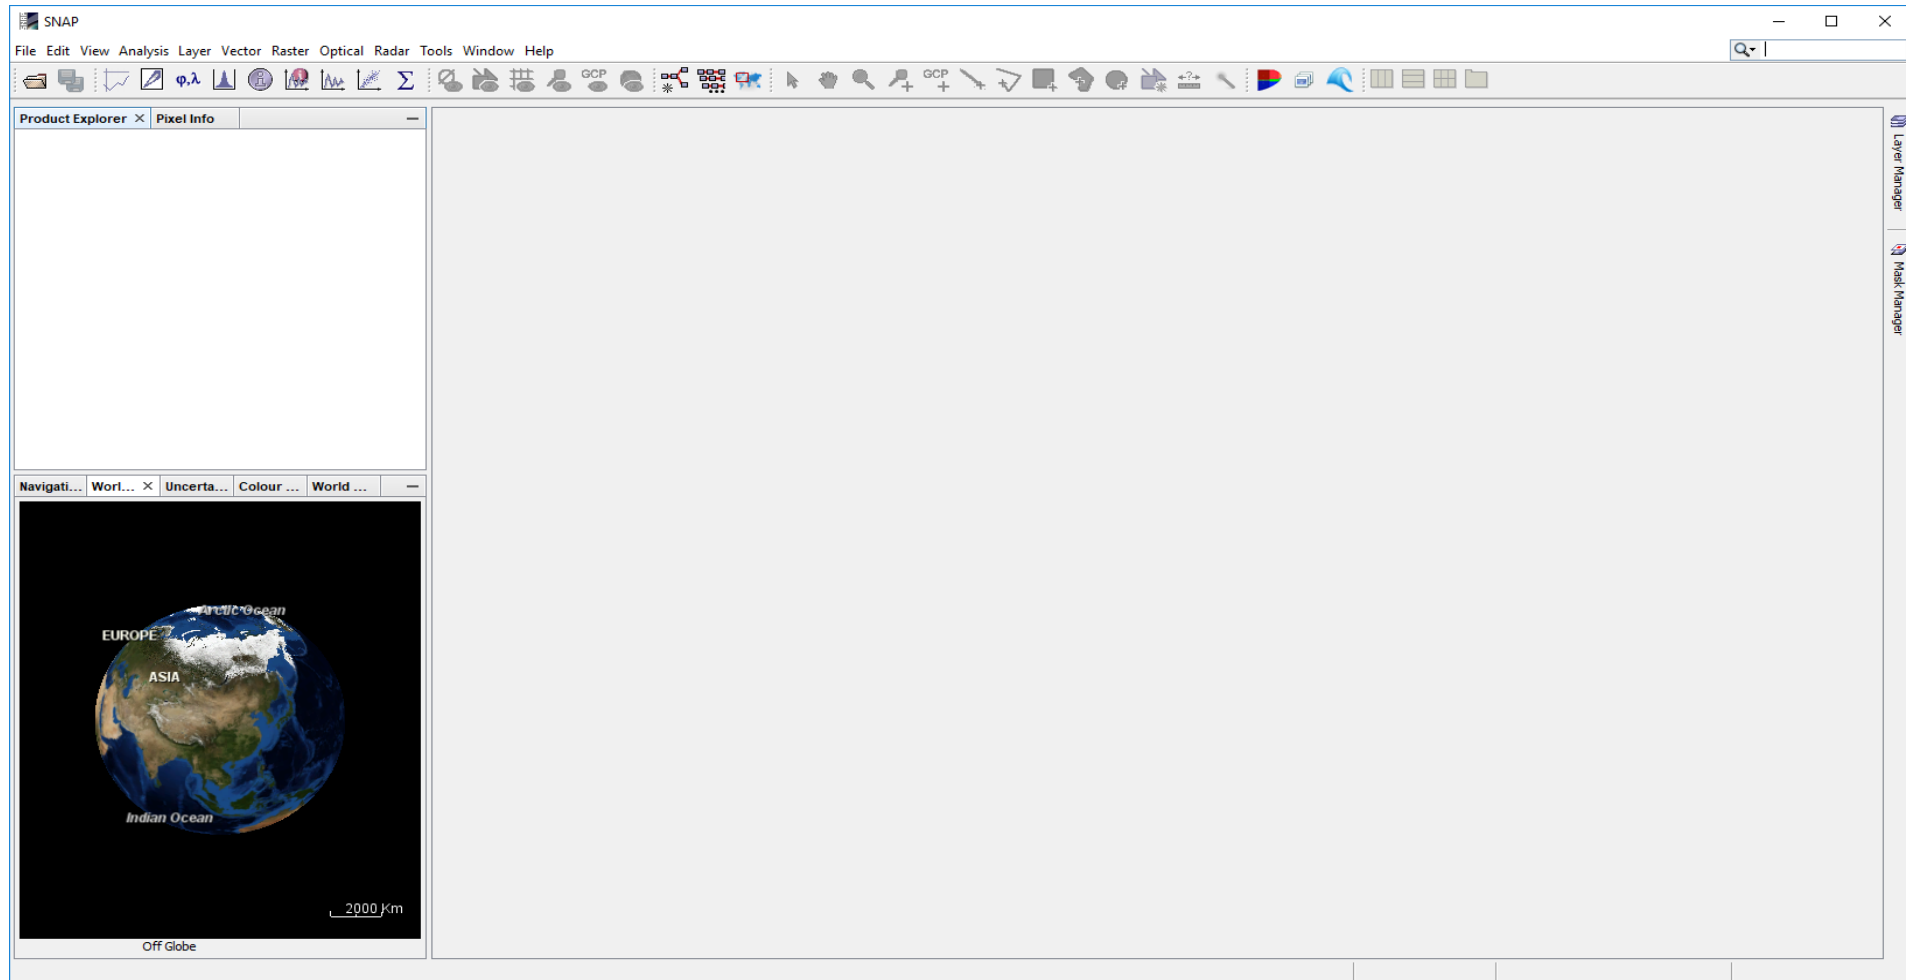 SNAP
File Edit View Analysis Layer Vector Raster Optical Radar Tools Window Help
φ,λ Σ GCP GCP
Product Explorer Pixel Info
Layer Manager
Mask Manager
Navigati... Worl... Uncerta... Colour ... World ...
Arctic Ocean
EUROPE
ASIA
Indian Ocean
2000 Km
Off Globe